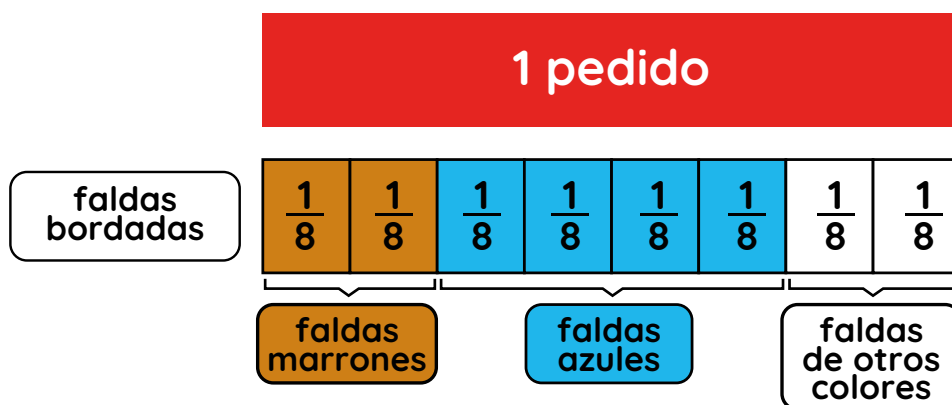 1 pedido
faldas
bordadas
1/8 1/8 1/8 1/8 1/8 1/8 1/8 1/8
faldas
marrones
faldas
azules
faldas
de otros
colores